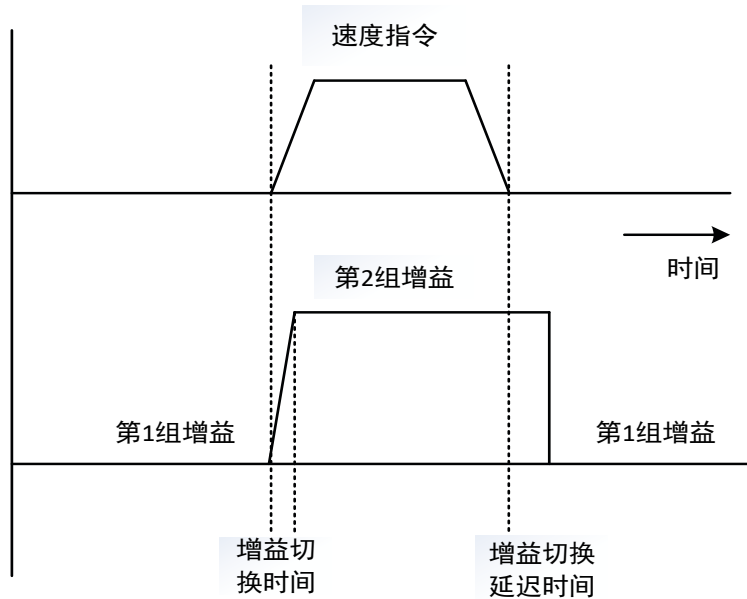 速度指令
时间
第2组增益
第1组增益
第1组增益
增益切
换时间
增益切换
延迟时间